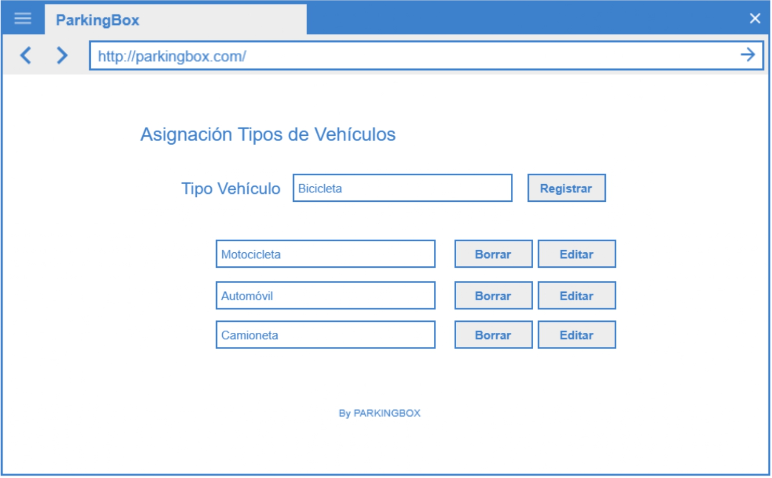 ParkingBox
http://parkingbox.com/
Asignación Tipos de Vehículos
Tipo Vehículo Bicicleta Registrar
Motocicleta Borrar Editar
Automóvil Borrar Editar
Camioneta Borrar Editar
By PARKINGBOX